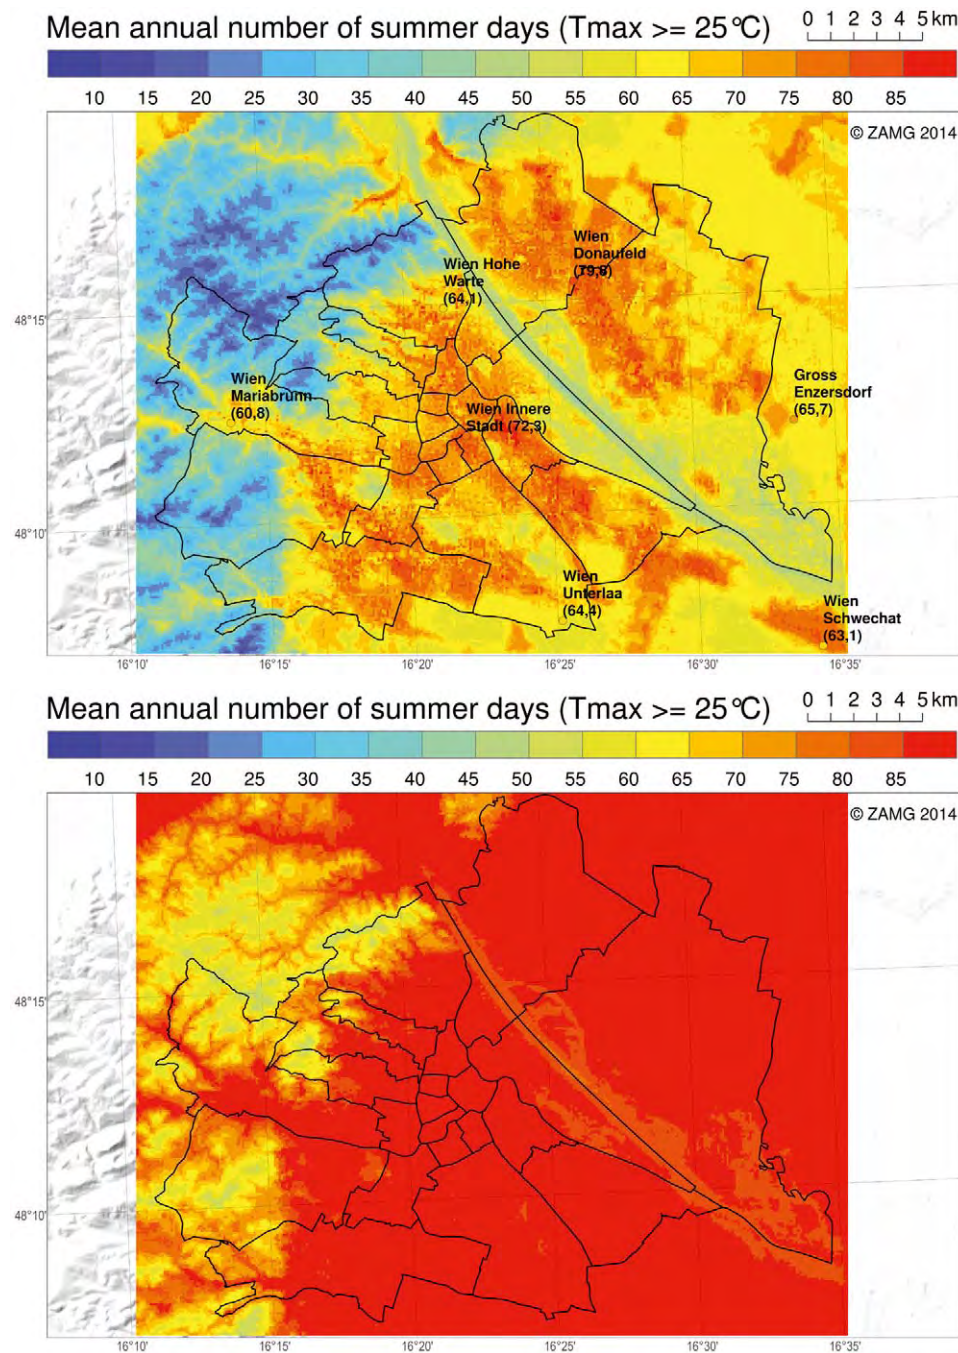 Mean annual number of summer days (Tmax >= 25°C)
0 1 2 3 4 5 km
10 15 20 25 30 35 40 45 50 55 60 65 70 75 80 85
© ZAMG 2014
Wien
Donaufeld
(79,8)
Wien Hohe
Warte
(64,1)
48°15'
Wien
Mariabrunn
(60,8)
Gross
Enzersdorf
(65,7)
Wien Innere
Stadt (72,3)
48°10'
Wien
Unterlaa
(64,4)
Wien
Schwechat
(63,1)
16°10' 16°15' 16°20' 16°25' 16°30' 16°35'
Mean annual number of summer days (Tmax >= 25°C)
0 1 2 3 4 5 km
10 15 20 25 30 35 40 45 50 55 60 65 70 75 80 85
© ZAMG 2014
48°15'
48°10'
16°10' 16°15' 16°20' 16°25' 16°30' 16°35'